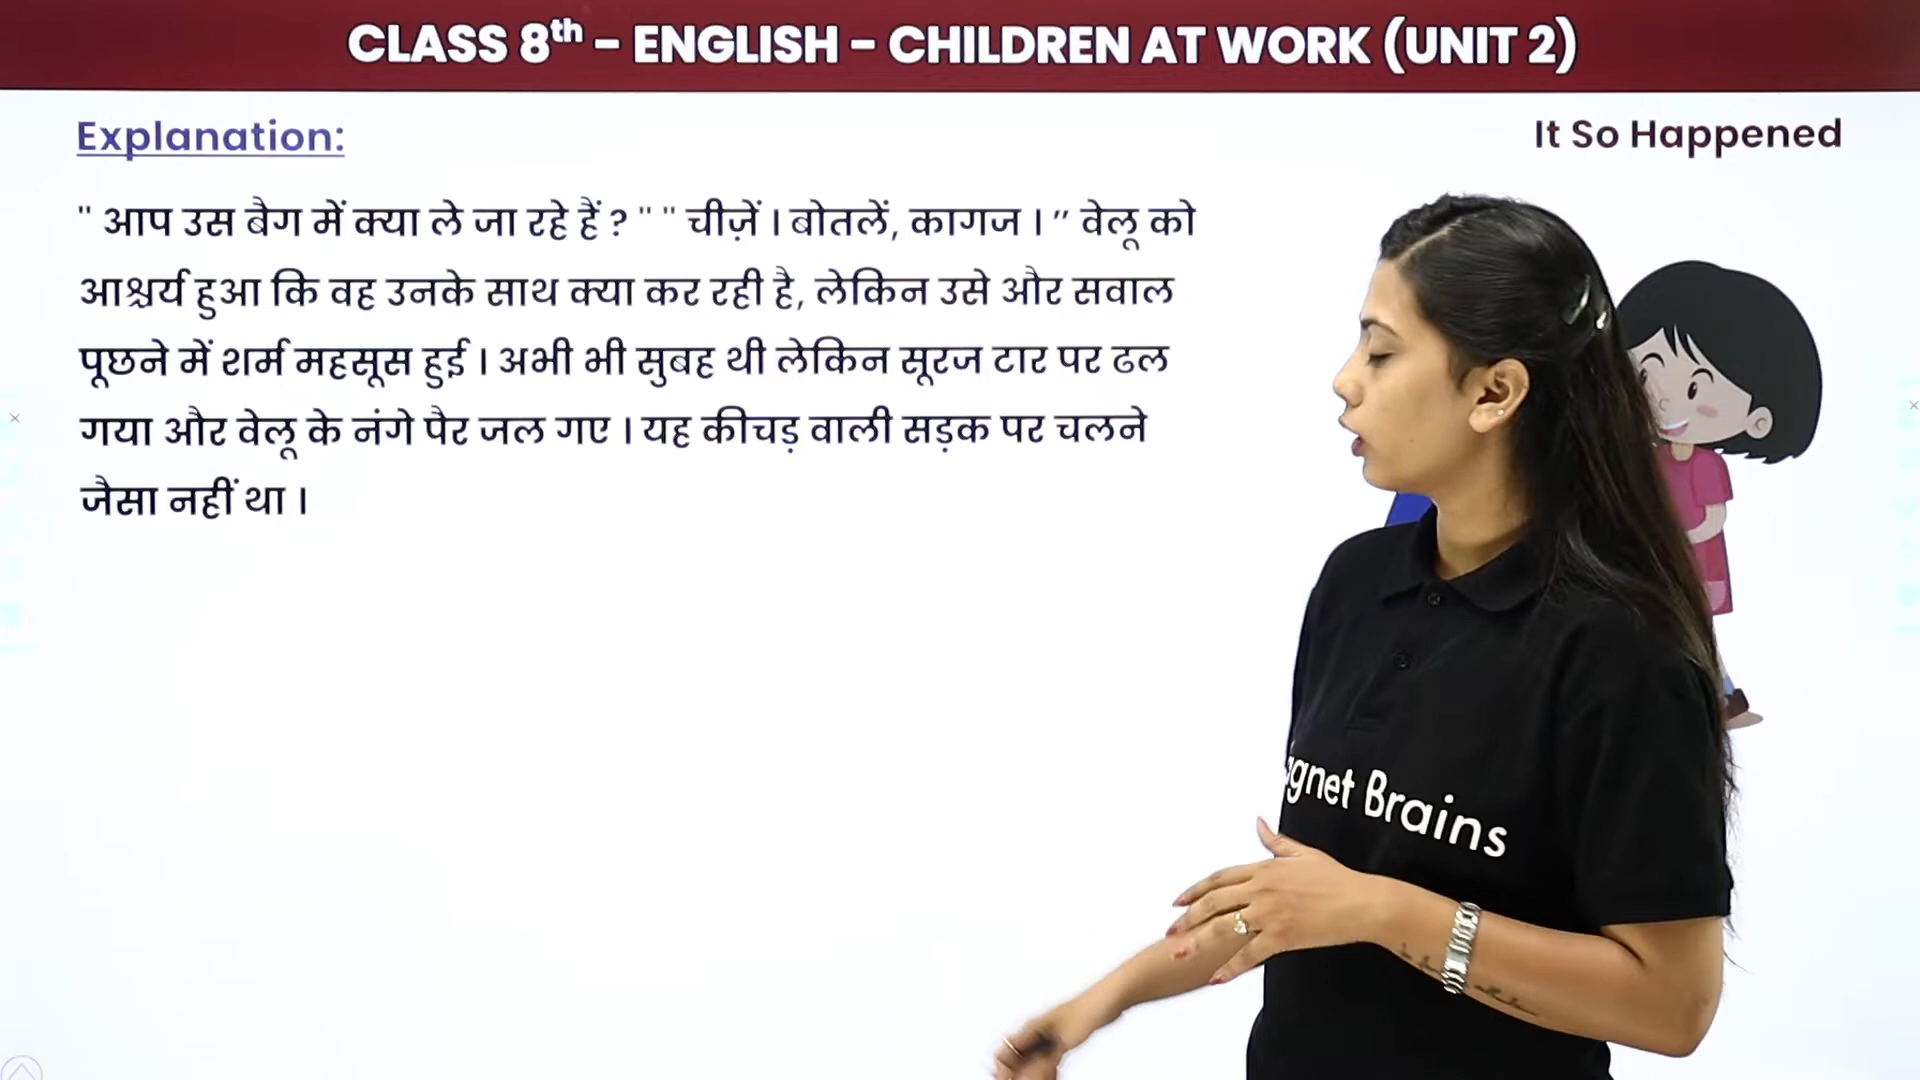 CLASS 8th – ENGLISH – CHILDREN AT WORK (UNIT 2)
Explanation:
It So Happened
" आप उस बैग में क्या ले जा रहे हैं ? " " चीज़ें । बोतलें, कागज । ” वेलू को
आश्चर्य हुआ कि वह उनके साथ क्या कर रही है, लेकिन उसे और सवाल
पूछने में शर्म महसूस हुई । अभी भी सुबह थी लेकिन सूरज टार पर ढल
गया और वेलू के नंगे पैर जल गए । यह कीचड़ वाली सड़क पर चलने
जैसा नहीं था ।
gnet Brains